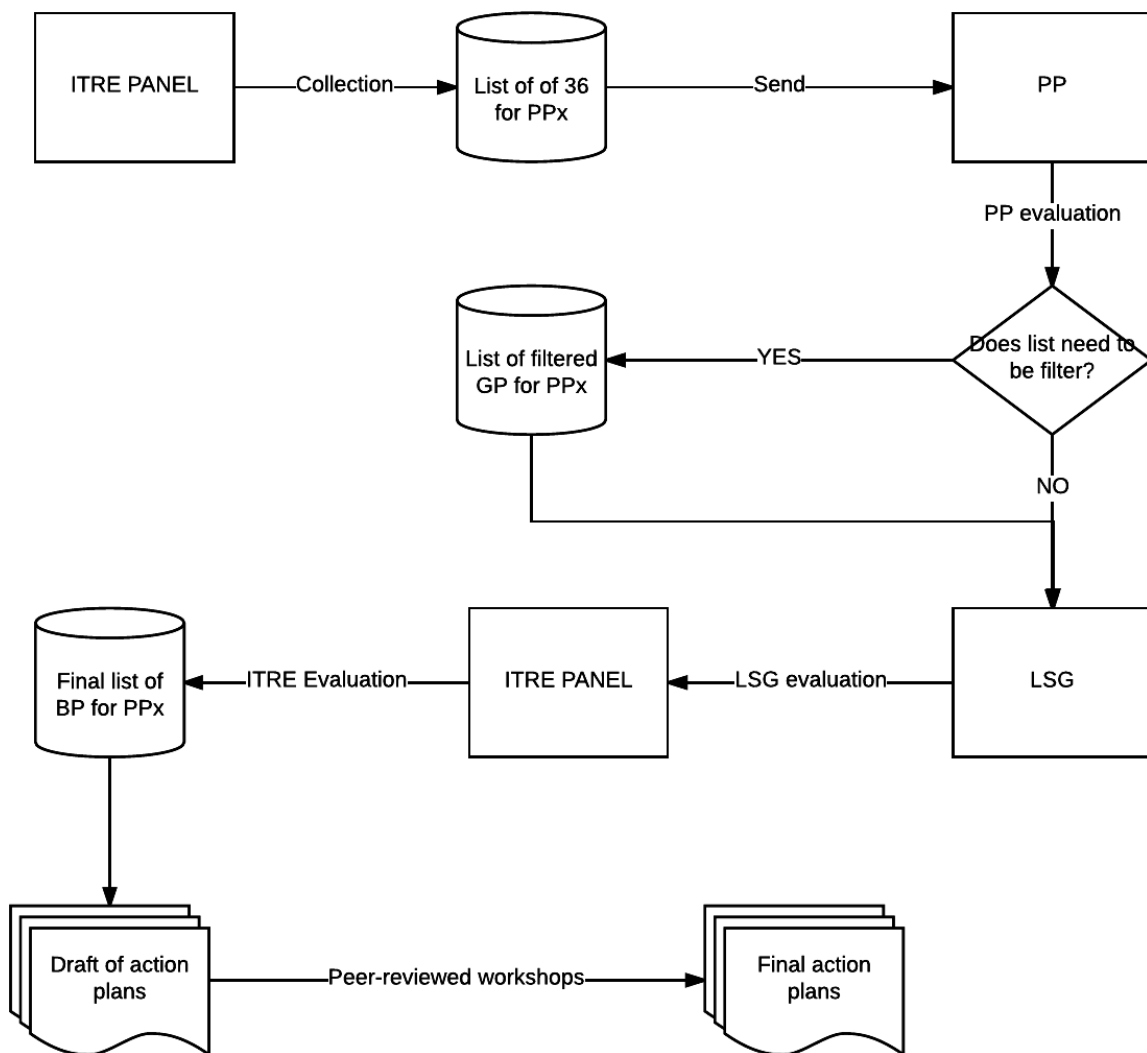 ITRE PANEL
Collection
List of of 36
for PPx
Send
PP
PP evaluation
Does list need to
be filter?
YES
List of filtered
GP for PPx
NO
LSG
LSG evaluation
ITRE PANEL
ITRE Evaluation
Final list of
BP for PPx
Draft of action
plans
Peer-reviewed workshops
Final action
plans